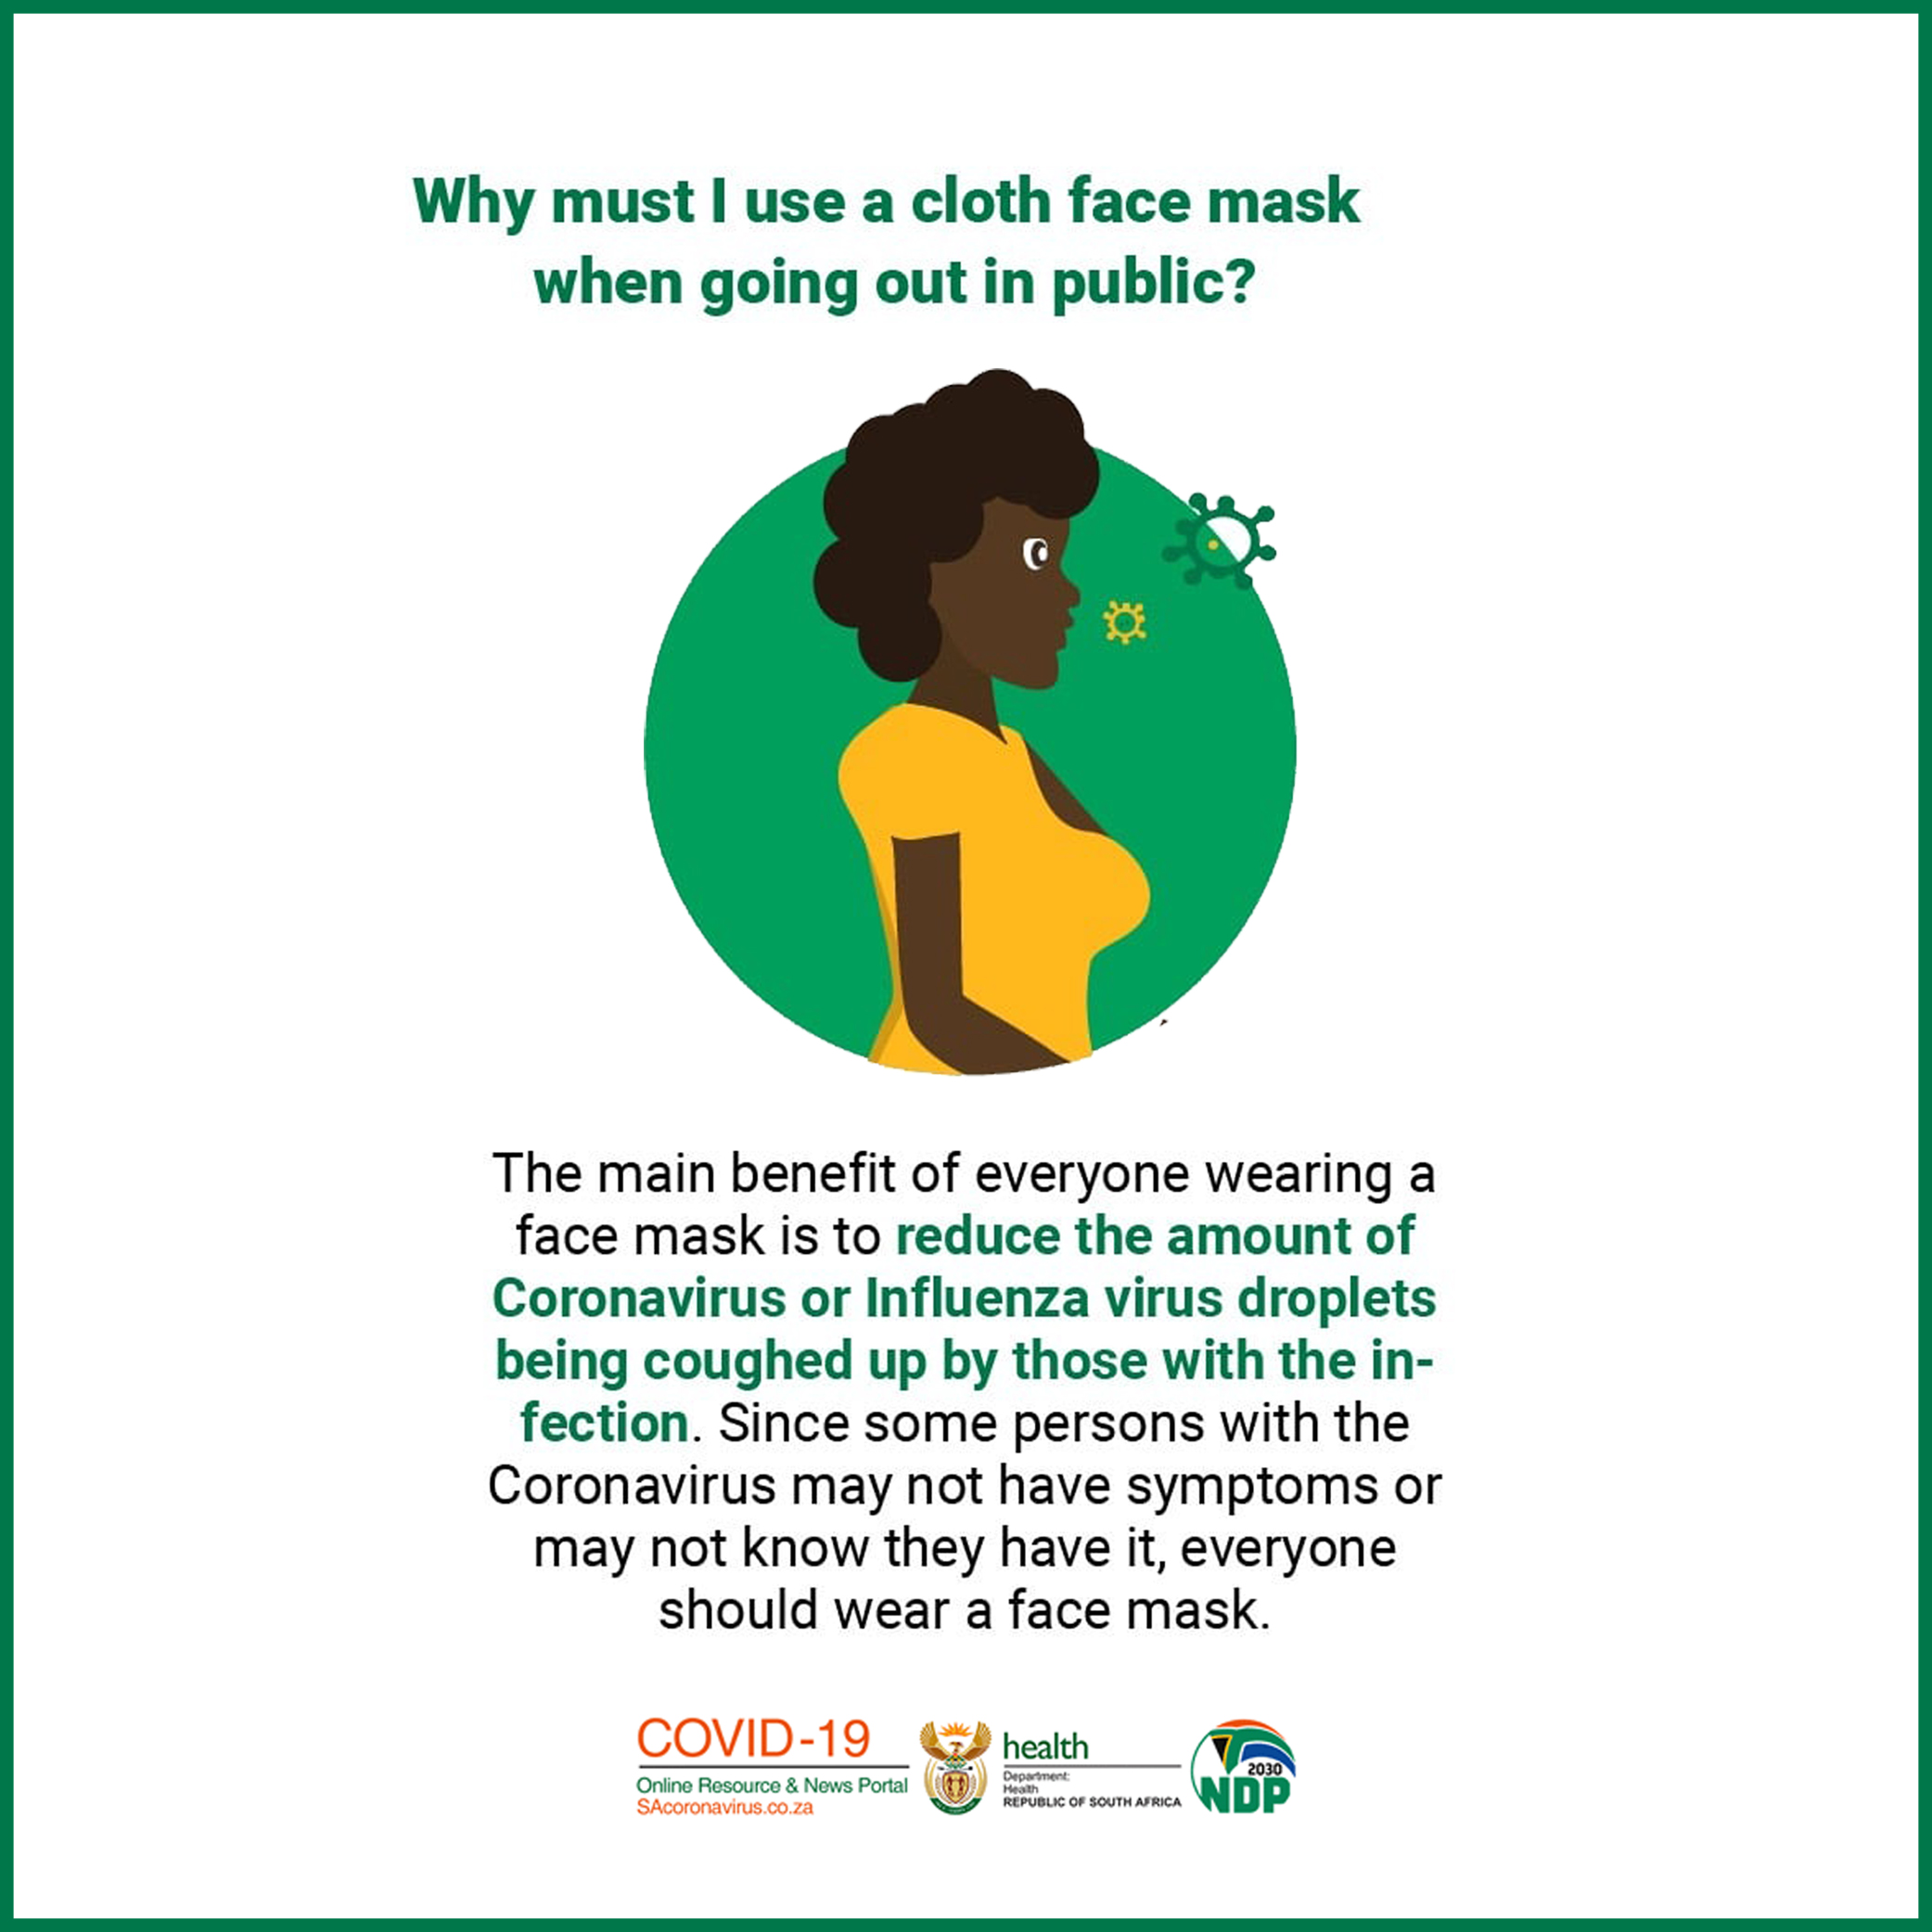 Why must I use a cloth face mask
when going out in public?
The main benefit of everyone wearing a
face mask is to reduce the amount of
Coronavirus or Influenza virus droplets
being coughed up by those with the in-
fection. Since some persons with the
Coronavirus may not have symptoms or
may not know they have it, everyone
should wear a face mask.
COVID-19
Online Resource & News Portal
SAcoronavirus.co.za
health
Department:
Health
REPUBLIC OF SOUTH AFRICA
2030
NDP